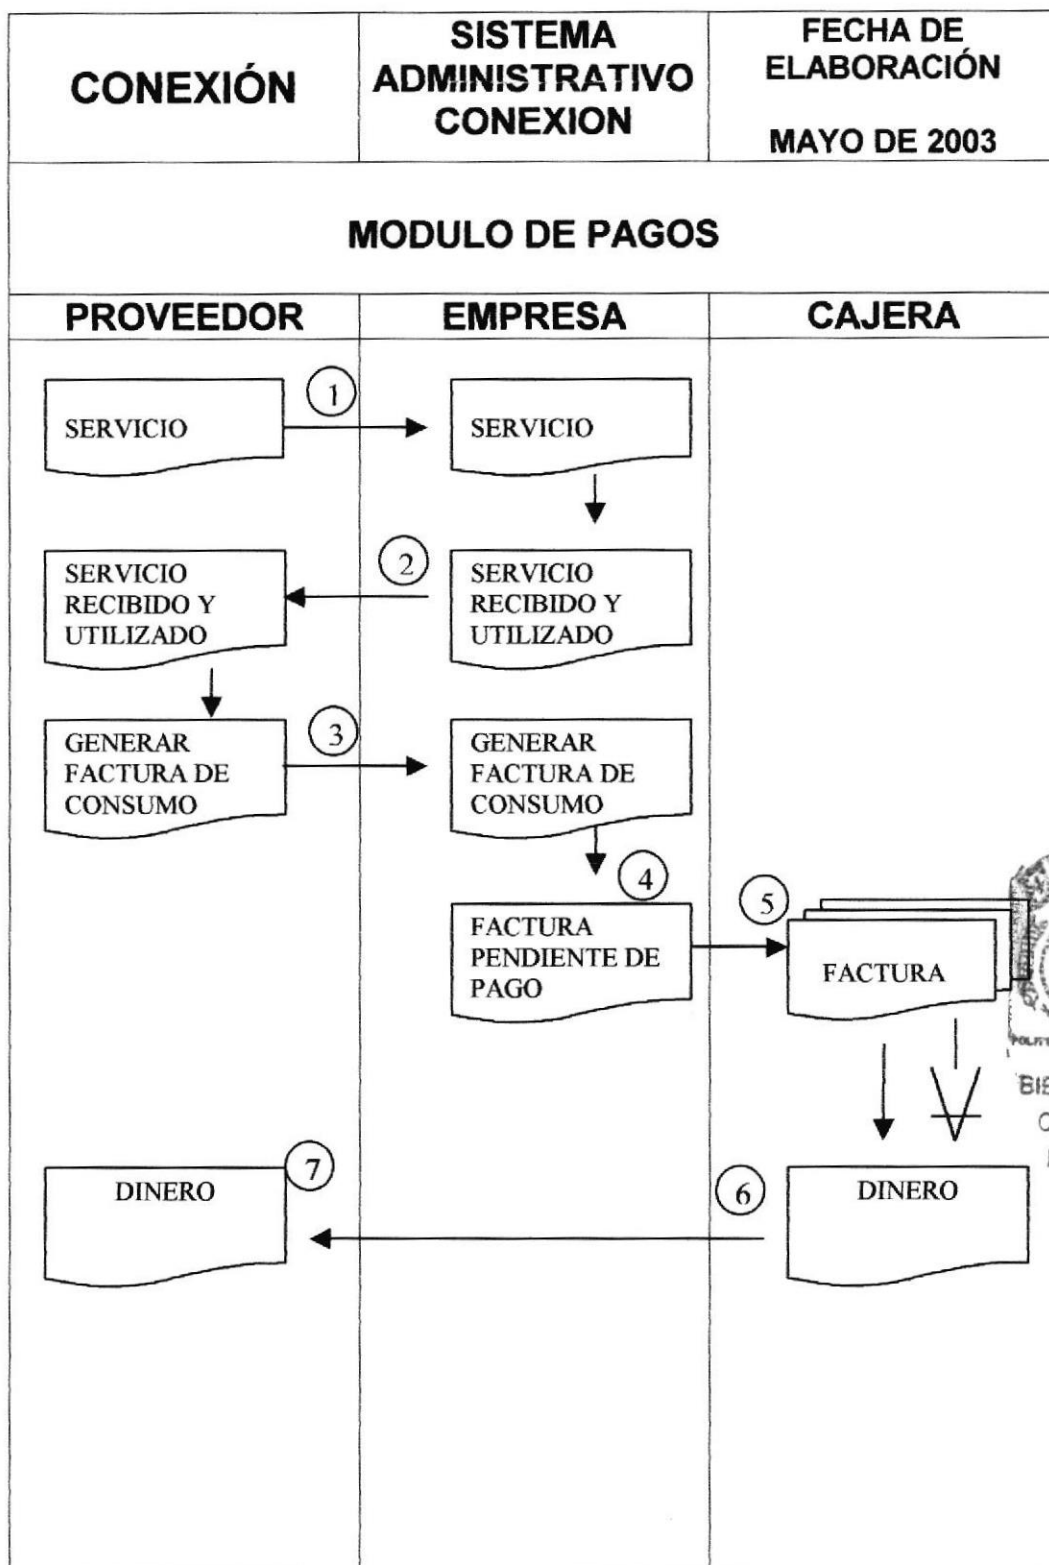 CONEXIÓN
SISTEMA
ADMINISTRATIVO
CONEXION
FECHA DE
ELABORACIÓN
MAYO DE 2003
MODULO DE PAGOS
PROVEEDOR
EMPRESA
CAJERA
SERVICIO
1
SERVICIO
SERVICIO
RECIBIDO Y
UTILIZADO
2
SERVICIO
RECIBIDO Y
UTILIZADO
GENERAR
FACTURA DE
CONSUMO
3
GENERAR
FACTURA DE
CONSUMO
4
FACTURA
PENDIENTE DE
PAGO
5
FACTURA
DINERO
7
6
DINERO